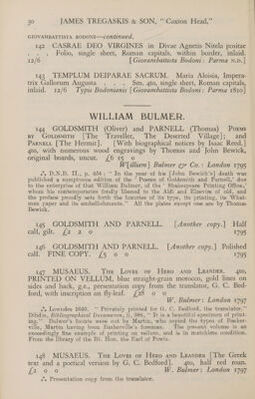 30 JAMES TREGASKIS & SON, "Caxton Head,"
GIOVANBATTISTA BODONI—continued.
142 CASRAE DEO VIRGINES in Divae Agnesis Nitela positae
. . . Folio, single sheet, Roman capitals, within border, inlaid.
12/6 [Giovanbattista Bodoni: Parma N.D.]
143 TEMPLUM DEIPARAE SACRUM. Maria Aloisia, Impera-
trix Gallorum Augusta . . . Sm. 4to, single sheet, Roman capitals,
inlaid. 12/6 Typis Bodonianis [Giovanbattista Bodoni: Parma 1810]
WILLIAM BULMER.
144 GOLDSMITH (Oliver) and PARNELL (Thomas) POEMS
BY GOLDSMITH [The Traveller, The Deserted Village]; and
PARNELL [The Hermit]. [With biographical notices by Isaac Reed.]
4to, with numerous wood engravings by Thomas and John Bewick,
original boards, uncut. £6 15 0
W[illiam] Bulmer & Co.: London 1795
D.N.B. II., p. 454: "In the year of his [John Bewick's] death was
published a sumptuous edition of the 'Poems of Goldsmith and Parnell,' due
to the enterprise of that William Bulmer, of the 'Shakespeare Printing Office,'
whom his contemporaries fondly likened to the Aldi and Elzevirs of old, and
the preface proudly sets forth the luxuries of its type, its printing, its What-
man paper and its embellishments." All the plates except one are by Thomas
Bewick.
145 GOLDSMITH AND PARNELL. [Another copy.] Half
calf, gilt. £2 2 0
146 GOLDSMITH AND PARNELL. [Another copy.] Polished
calf. FINE COPY. £5 0 0
147 MUSAEUS. THE LOVES OF HERO AND LEANDER. 4to,
PRINTED ON VELLUM, blue straight-grain morocco, gold lines on
sides and back, g.e., presentation copy from the translator, G. C. Bed-
ford, with inscription on fly-leaf. £28 0 0
W. Bulmer: London 1797
Lowndes 1640. "Privately printed for G. C. Bedford, the translator."
Dibdin, Bibliographical Decameron, II. 386, "It is a beautiful specimen of print-
ing." Bulmer's founts were cut by Martin, who used the types of Basker-
ville, Martin having been Baskerville's foreman. The present volume is an
exceedingly fine example of printing on vellum, and is in matchless condition.
From the library of the Rt. Hon. the Earl of Powis.
148 MUSAEUS. THE LOVES OF HERO AND LEANDER [The Greek
text and a poetical version by G. C. Bedford]. 4to, half red roan.
£2 0 0 W. Bulmer: London 1797
Presentation copy from the translator.